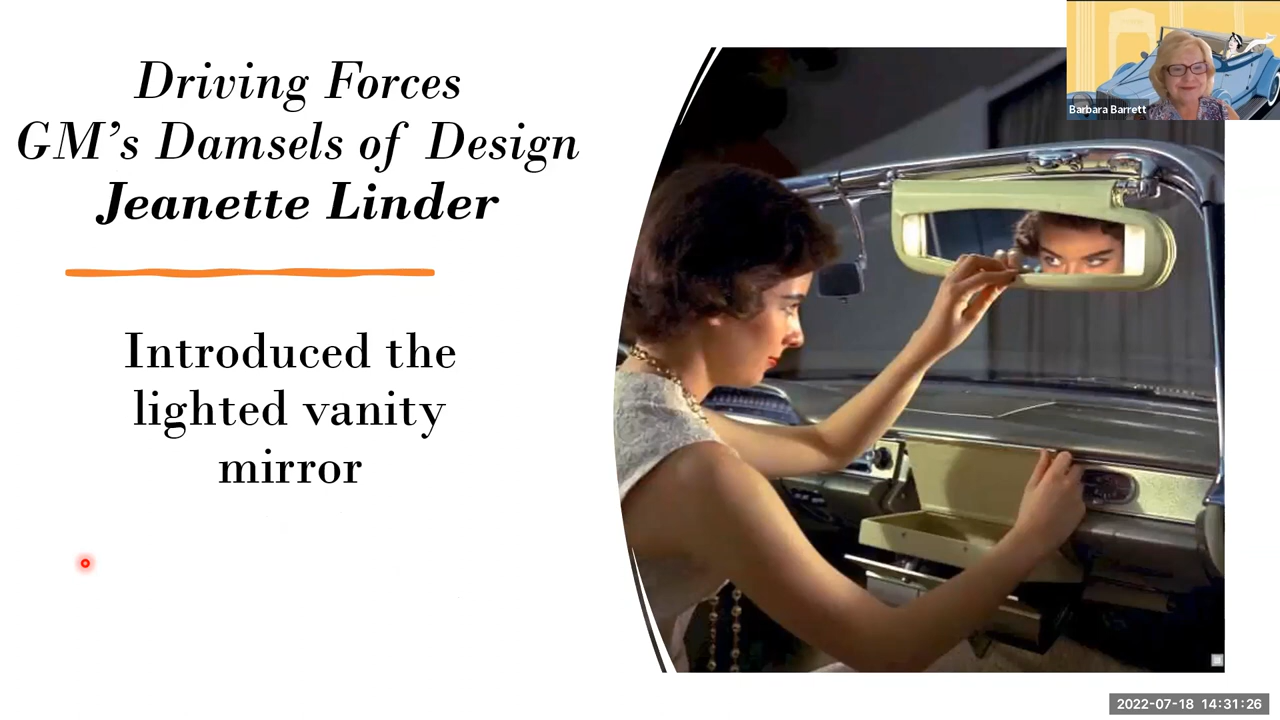 Driving Forces
GM's Damsels of Design
Jeanette Linder
Introduced the
lighted vanity
mirror
Barbara Barrett
2022-07-18 14:31:26